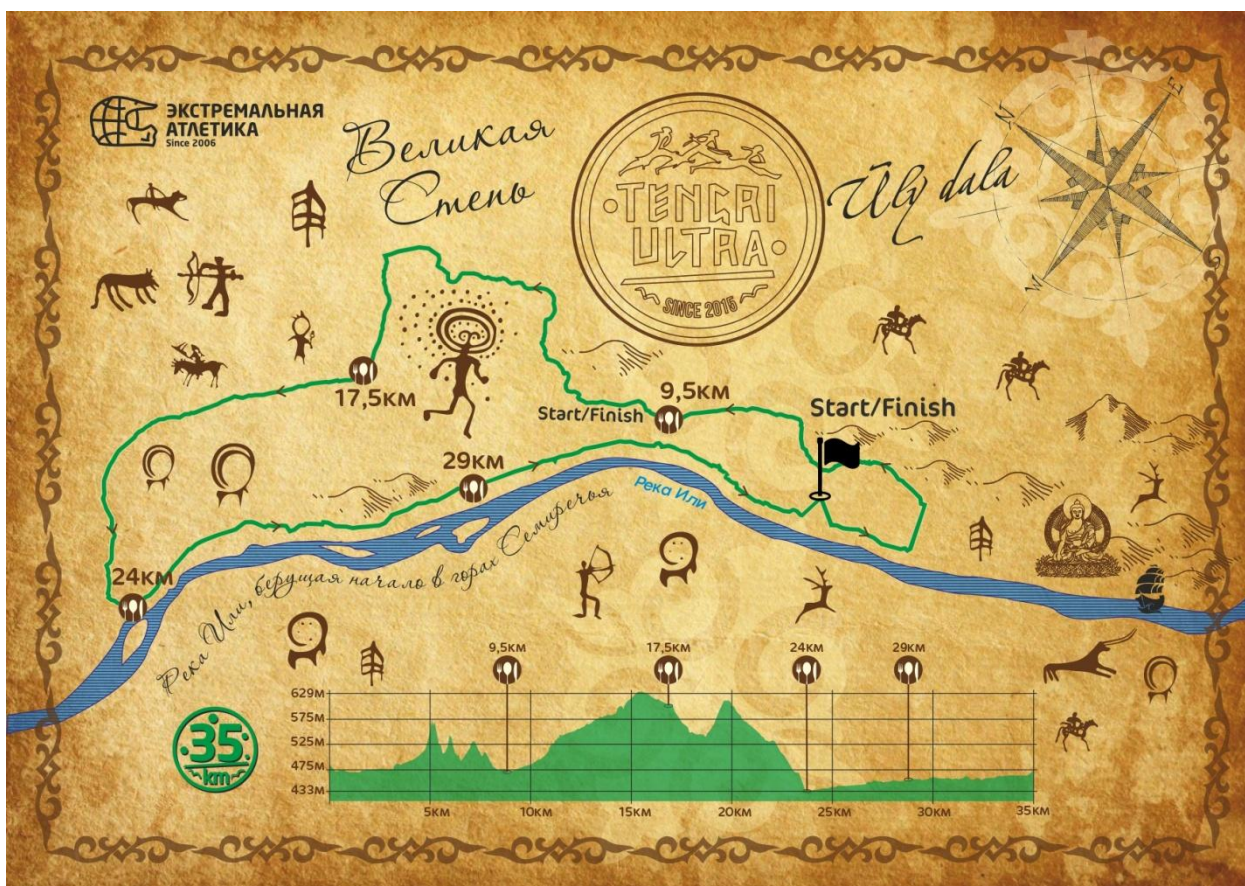 ЭКСТРЕМАЛЬНАЯ
АТЛЕТИКА
Since 2006
Великая
Степь
TENGRI
ULTRA
SINCE 2015
Ŭly dala
N
E
W
S
17,5км
Start/Finish
9,5км
Start/Finish
29км
Река Или
24км
Река Или, берущая начало в горах Семиречья
9,5км
17,5км
24км
29км
629м
575м
525м
475м
433м
35
km
5км
10км
15км
20км
25км
30км
35км